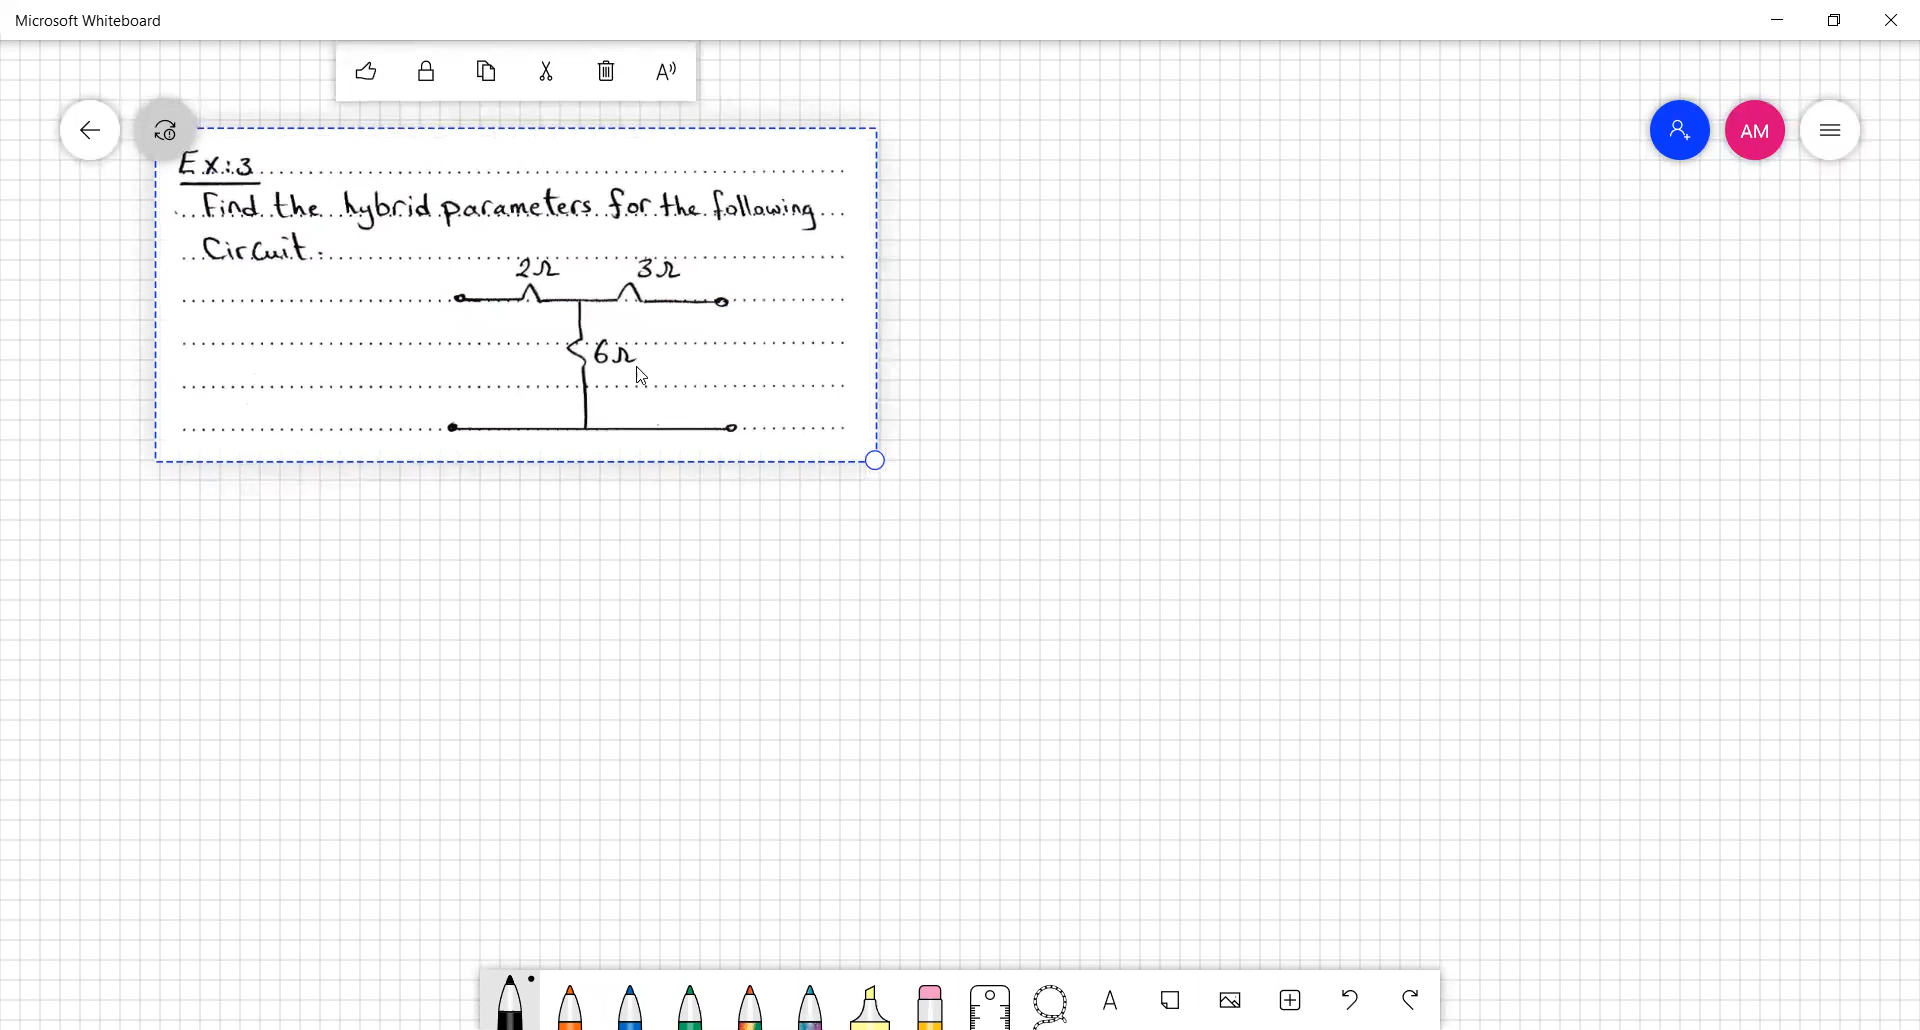 Microsoft Whiteboard
AM
Ex:3
Find the hybrid parameters for the following
Circuit:
2Ω 3Ω
6Ω